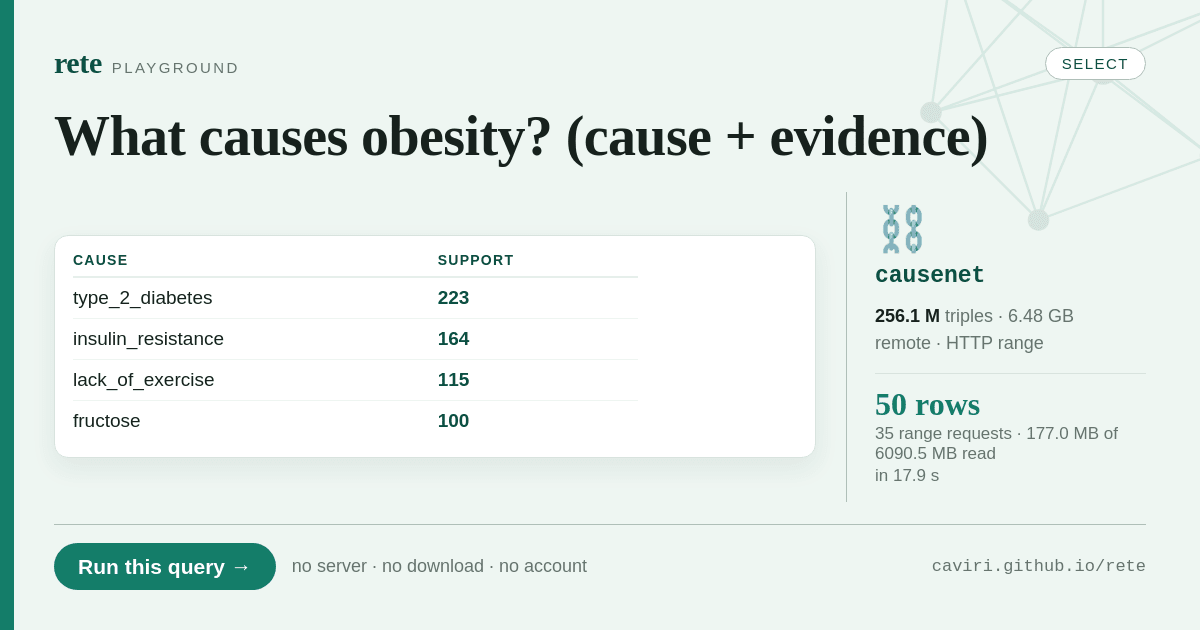 rete PLAYGROUND
SELECT
What causes obesity? (cause + evidence)
CAUSE SUPPORT
type_2_diabetes 223
insulin_resistance 164
lack_of_exercise 115
fructose 100
causenet
256.1 M triples · 6.48 GB
remote · HTTP range
50 rows
35 range requests · 177.0 MB of
6090.5 MB read
in 17.9 s
Run this query →
no server · no download · no account
caviri.github.io/rete